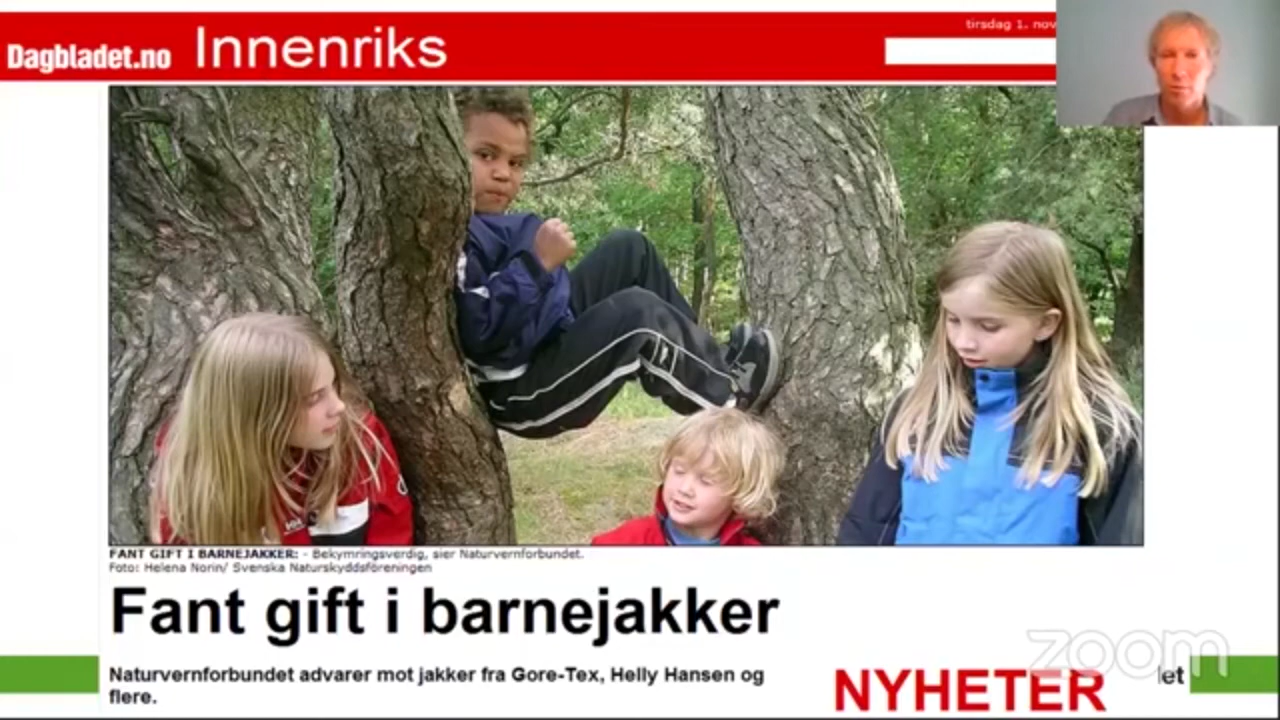 tirsdag 1. nov
Dagbladet.no Innenriks
HH
FANT GIFT I BARNEJAKKER: - Bekymringsverdig, sier Naturvernforbundet.
Foto: Helena Norin/ Svenska Naturskyddsföreningen
Fant gift i barnejakker
Naturvernforbundet advarer mot jakker fra Gore-Tex, Helly Hansen og
flere.
NYHETER
let
zoom